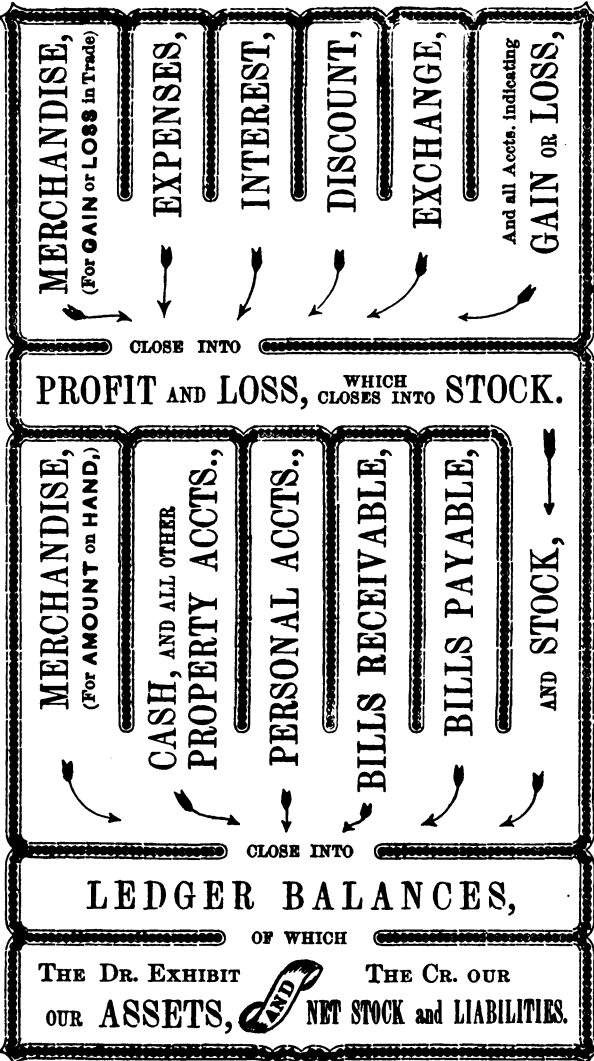 MERCHANDISE,
(For GAIN or LOSS in Trade)
EXPENSES,
INTEREST,
DISCOUNT,
EXCHANGE,
And all Accts. indicating
GAIN OR LOSS,
CLOSE INTO
PROFIT AND LOSS, WHICH CLOSES INTO STOCK.
MERCHANDISE,
(For AMOUNT on HAND,)
CASH, AND ALL OTHER
PROPERTY ACCTS.,
PERSONAL ACCTS.,
BILLS RECEIVABLE,
BILLS PAYABLE,
AND STOCK,
CLOSE INTO
LEDGER BALANCES,
OF WHICH
THE DR. EXHIBIT
OUR ASSETS,
AND
THE CR. OUR
NET STOCK and LIABILITIES.